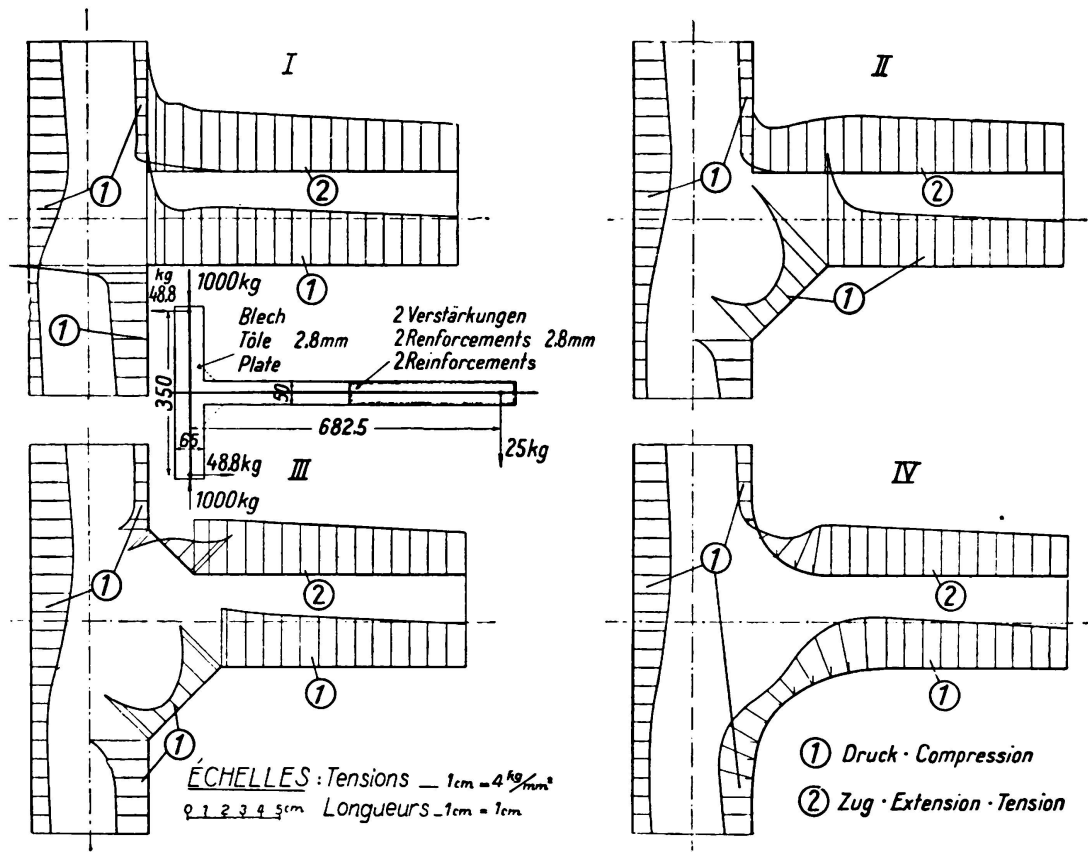 I
II
1
2
1
1
1
2
1
kg
48.8
1000kg
Blech
Tôle 2.8mm
Plate
2 Verstärkungen
2 Renforcements 2.8mm
2 Reinforcements
350
50
682.5
65
25kg
48.8kg
1000kg
III
IV
1
2
1
1
1
2
1
ÉCHELLES : Tensions _ 1cm = 4 kg/mm²
0 1 2 3 4 5cm Longueurs _ 1cm = 1cm
1 Druck · Compression
2 Zug · Extension · Tension